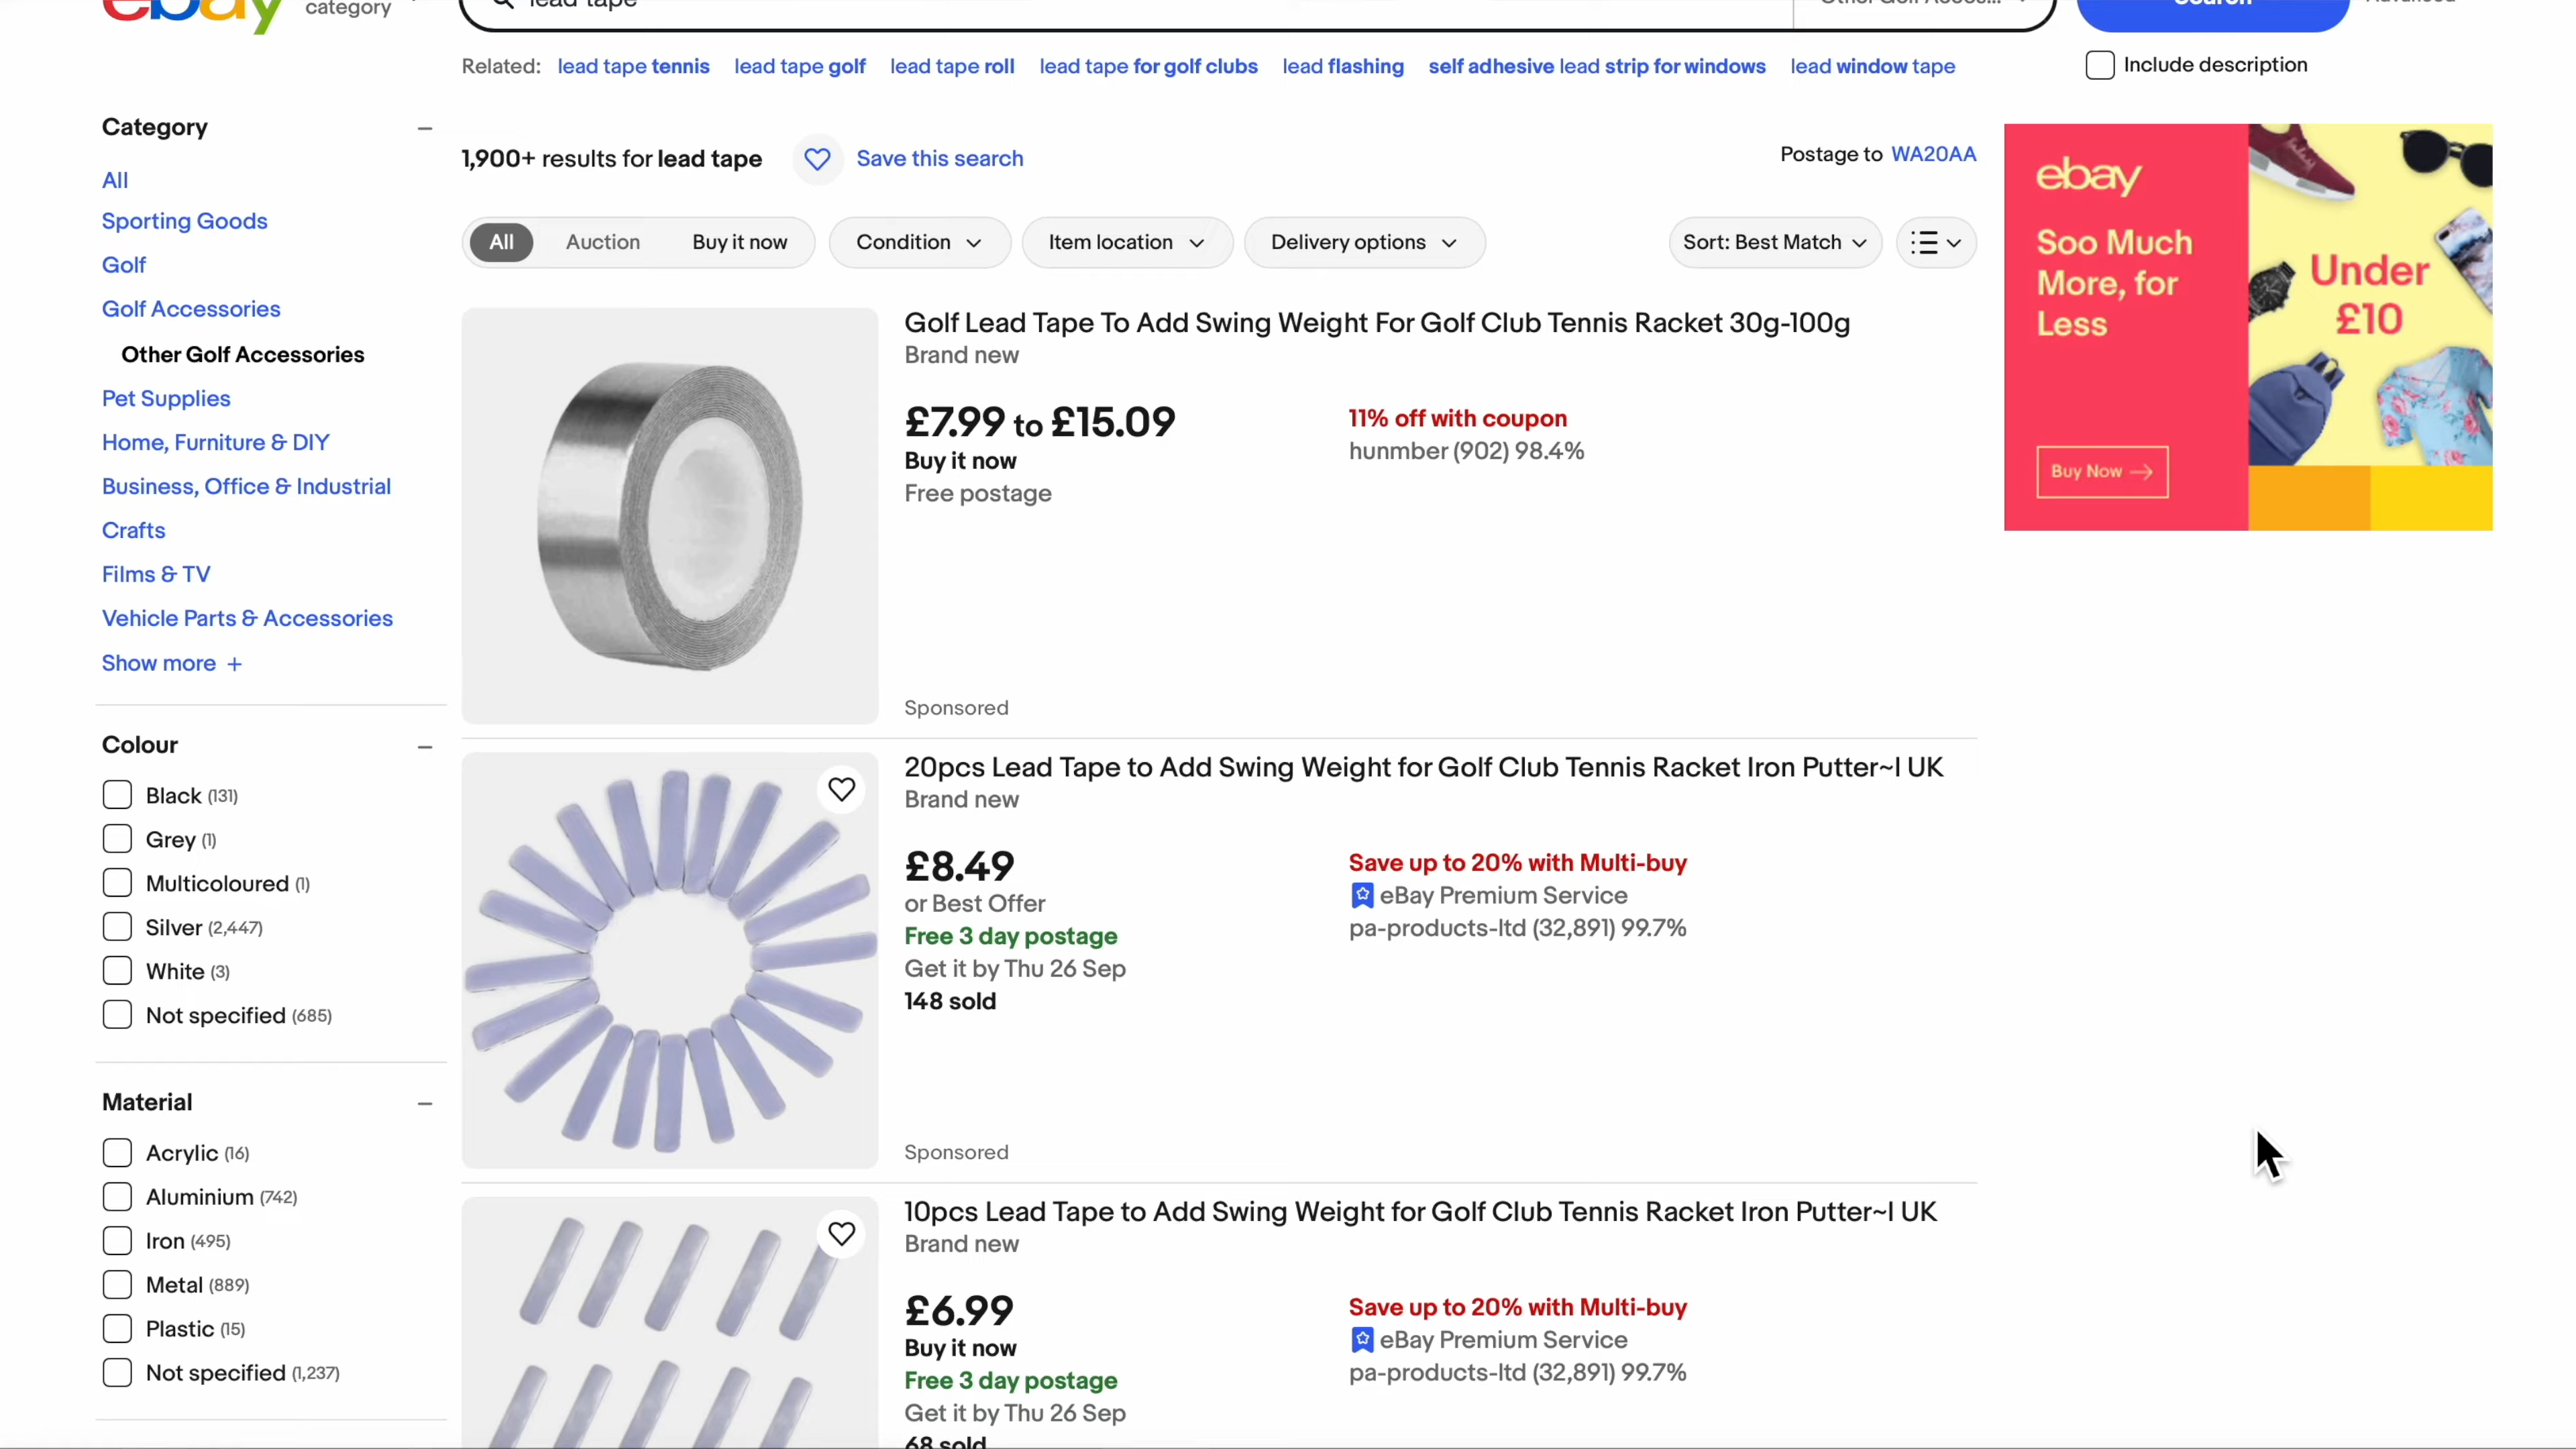 ebay
category
lead tape
Search
Advanced
Related: lead tape tennis lead tape golf lead tape roll lead tape for golf clubs lead flashing self adhesive lead strip for windows lead window tape
Include description
Category
All
Sporting Goods
Golf
Golf Accessories
Other Golf Accessories
Pet Supplies
Home, Furniture & DIY
Business, Office & Industrial
Crafts
Films & TV
Vehicle Parts & Accessories
Show more +
Colour
Black (131)
Grey (1)
Multicoloured (1)
Silver (2,447)
White (3)
Not specified (685)
Material
Acrylic (16)
Aluminium (742)
Iron (495)
Metal (889)
Plastic (15)
Not specified (1,237)
1,900+ results for lead tape Save this search
Postage to WA20AA
All Auction Buy it now Condition Item location Delivery options Sort: Best Match
Golf Lead Tape To Add Swing Weight For Golf Club Tennis Racket 30g-100g
Brand new
£7.99 to £15.09
Buy it now
Free postage
11% off with coupon
hunmber (902) 98.4%
Sponsored
20pcs Lead Tape to Add Swing Weight for Golf Club Tennis Racket Iron Putter~I UK
Brand new
£8.49
or Best Offer
Free 3 day postage
Get it by Thu 26 Sep
148 sold
Save up to 20% with Multi-buy
eBay Premium Service
pa-products-ltd (32,891) 99.7%
Sponsored
10pcs Lead Tape to Add Swing Weight for Golf Club Tennis Racket Iron Putter~I UK
Brand new
£6.99
Buy it now
Free 3 day postage
Get it by Thu 26 Sep
68 sold
Save up to 20% with Multi-buy
eBay Premium Service
pa-products-ltd (32,891) 99.7%
ebay
Soo Much
More, for
Less
Buy Now
Under
£10